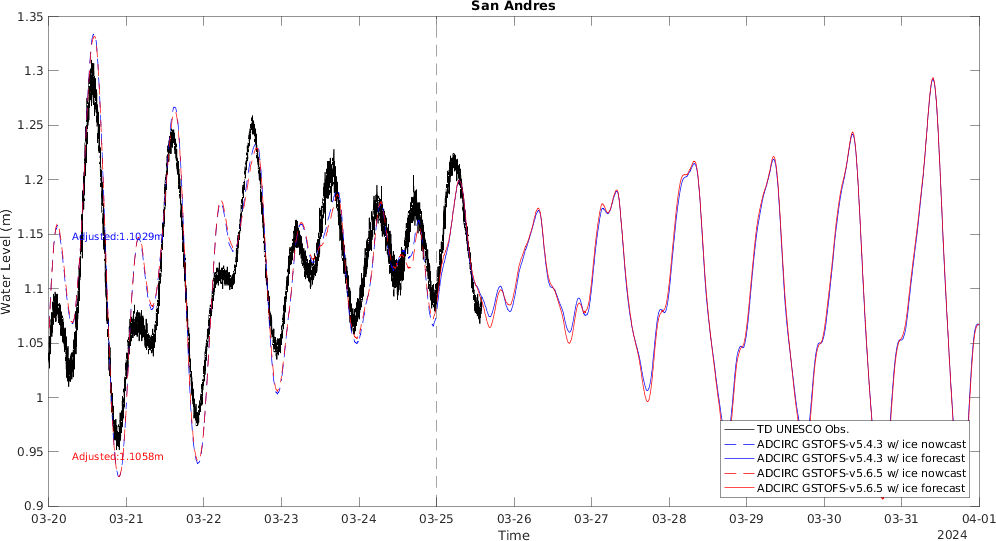 San Andres
1.35
1.3
1.25
1.2
1.15
1.1
1.05
1
0.95
0.9
Water Level (m)
Adjusted:1.1029m
Adjusted:1.1058m
TD UNESCO Obs.
ADCIRC GSTOFS-v5.4.3 w/ ice nowcast
ADCIRC GSTOFS-v5.4.3 w/ ice forecast
ADCIRC GSTOFS-v5.6.5 w/ ice nowcast
ADCIRC GSTOFS-v5.6.5 w/ ice forecast
03-20 03-21 03-22 03-23 03-24 03-25 03-26 03-27 03-28 03-29 03-30 03-31 04-01
Time
2024